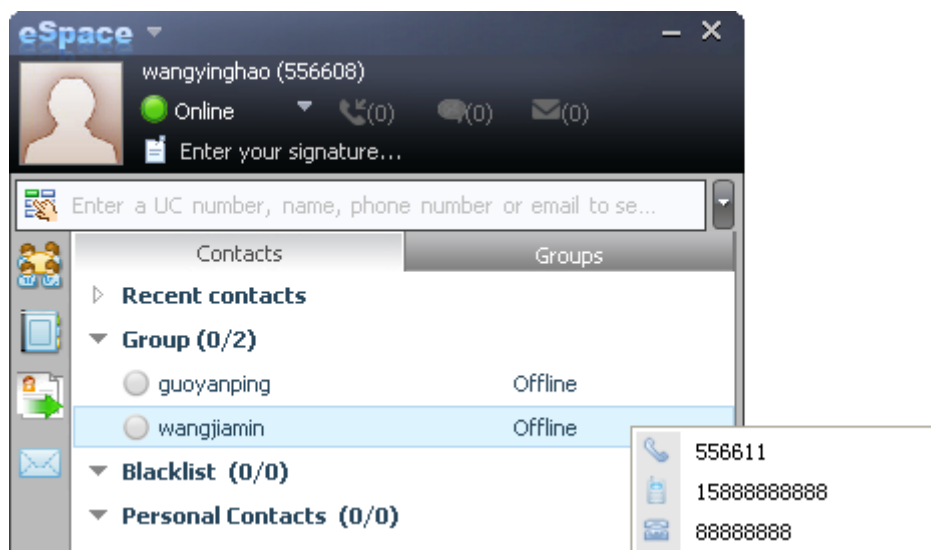 eSpace
wangyinghao (556608)
Online (0) (0) (0)
Enter your signature...
Enter a UC number, name, phone number or email to se...
Contacts Groups
Recent contacts
Group (0/2)
guoyanping Offline
wangjiamin Offline
556611
Blacklist (0/0)
15888888888
Personal Contacts (0/0)
88888888